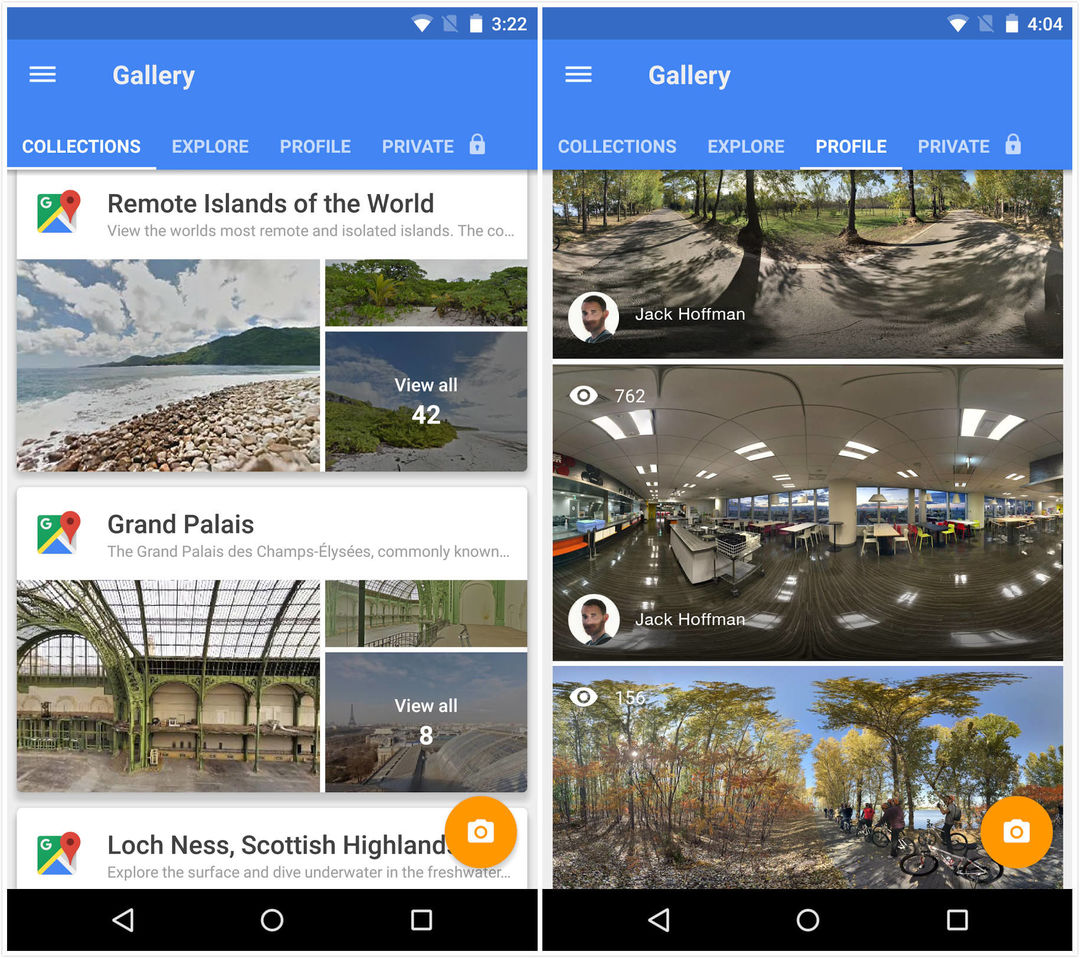 3:22
Gallery
COLLECTIONS EXPLORE PROFILE PRIVATE
G
Remote Islands of the World
View the worlds most remote and isolated islands. The co...
View all
42
G
Grand Palais
The Grand Palais des Champs-Élysées, commonly known...
View all
8
G
Loch Ness, Scottish Highlands
Explore the surface and dive underwater in the freshwater...
4:04
Gallery
COLLECTIONS EXPLORE PROFILE PRIVATE
Jack Hoffman
762
Jack Hoffman
156